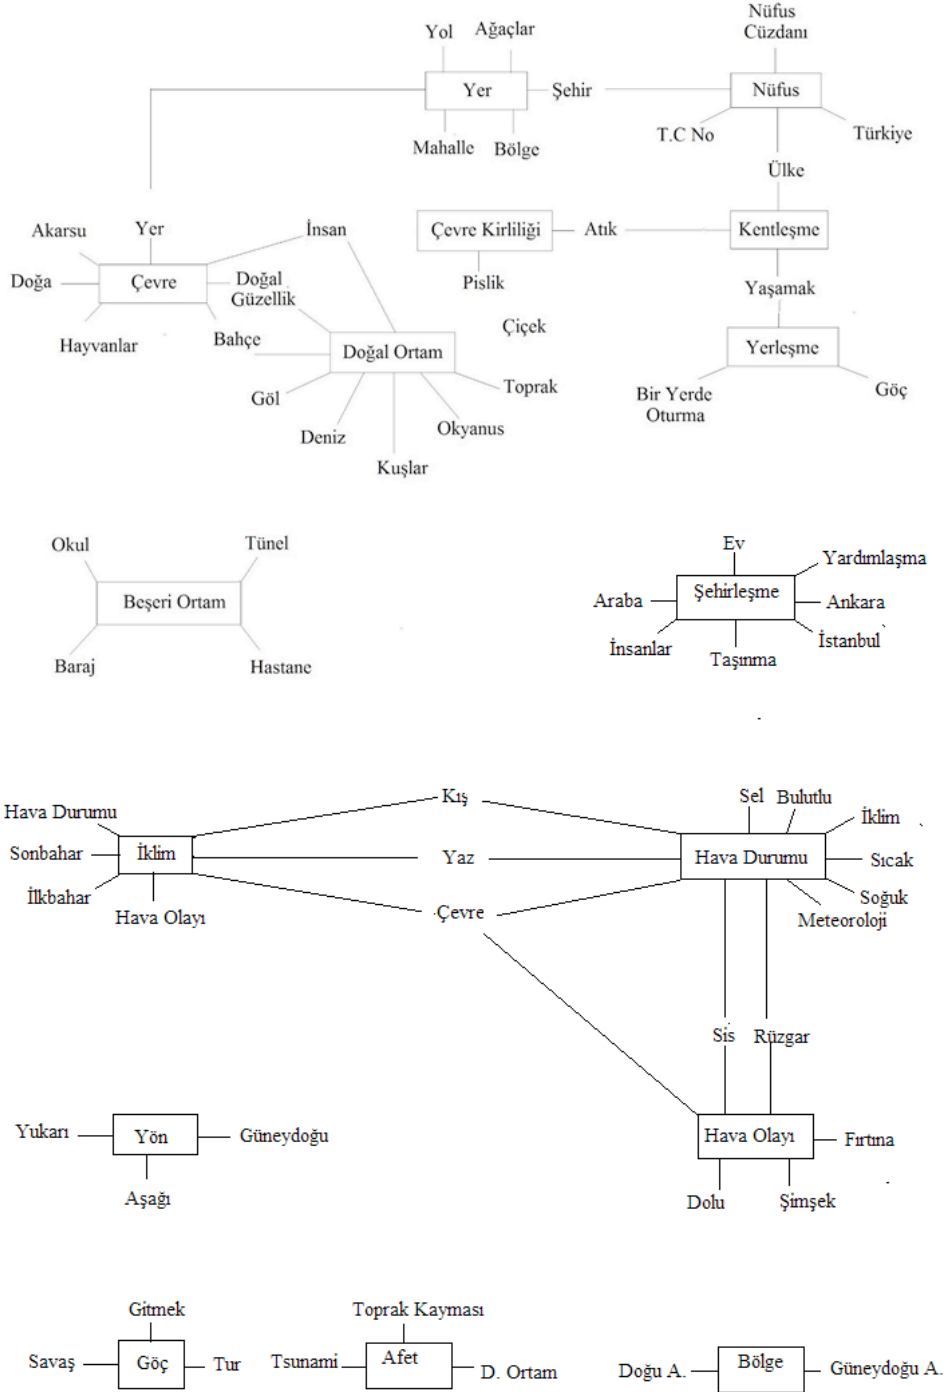 Yol
Ağaçlar
Nüfus
Cüzdanı
Yer
Şehir
Nüfus
Mahalle
Bölge
T.C No
Türkiye
Ülke
Akarsu
Yer
İnsan
Çevre Kirliliği
Atık
Kentleşme
Doğa
Çevre
Doğal
Güzellik
Pislik
Yaşamak
Hayvanlar
Bahçe
Çiçek
Doğal Ortam
Yerleşme
Göl
Toprak
Bir Yerde
Oturma
Göç
Deniz
Okyanus
Kuşlar
Okul
Tünel
Beşeri Ortam
Baraj
Hastane
Ev
Yardımlaşma
Şehirleşme
Araba
Ankara
İnsanlar
Taşınma
İstanbul
Kış
Sel
Bulutlu
Hava Durumu
İklim
Sonbahar
İklim
Yaz
Hava Durumu
Sıcak
İlkbahar
Hava Olayı
Çevre
Soğuk
Meteoroloji
Sis
Rüzgar
Yukarı
Yön
Güneydoğu
Hava Olayı
Fırtına
Aşağı
Dolu
Şimşek
Gitmek
Toprak Kayması
Savaş
Göç
Tur
Tsunami
Afet
D. Ortam
Doğu A.
Bölge
Güneydoğu A.